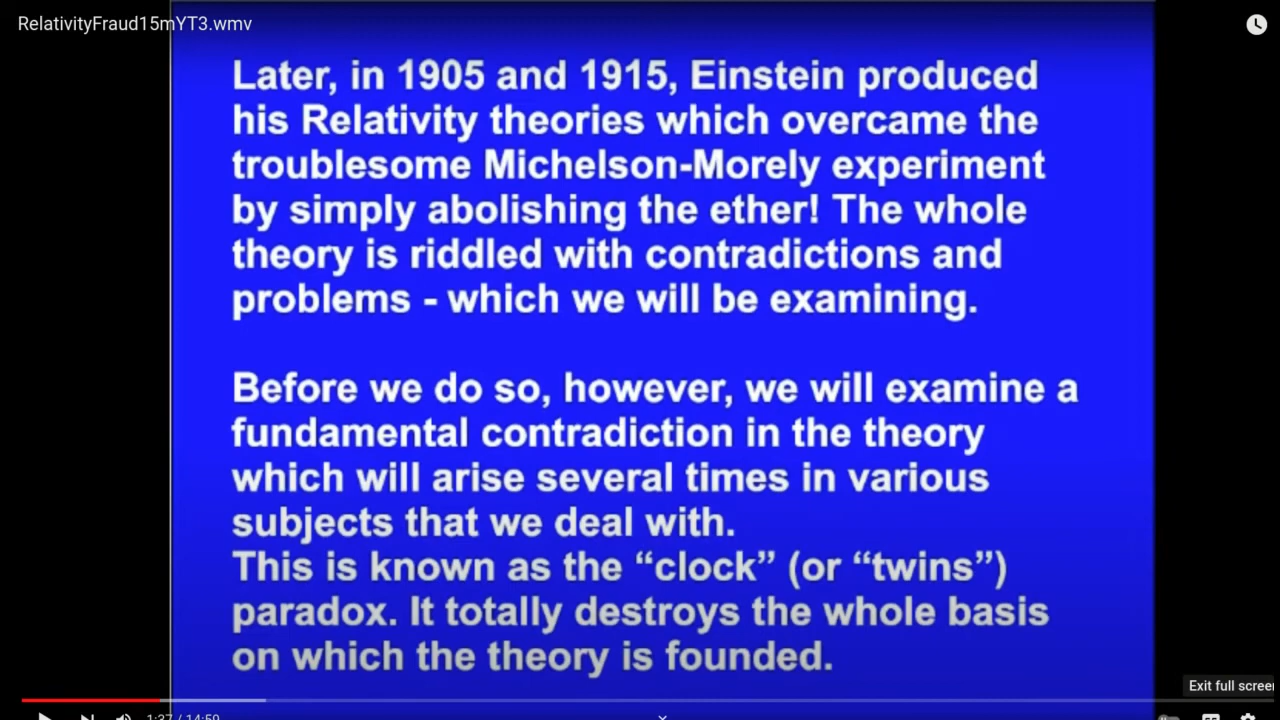 RelativityFraud15mYT3.wmv
Later, in 1905 and 1915, Einstein produced
his Relativity theories which overcame the
troublesome Michelson-Morely experiment
by simply abolishing the ether! The whole
theory is riddled with contradictions and
problems - which we will be examining.
Before we do so, however, we will examine a
fundamental contradiction in the theory
which will arise several times in various
subjects that we deal with.
This is known as the “clock” (or “twins”)
paradox. It totally destroys the whole basis
on which the theory is founded.
Exit full screen
1:37 / 14:59